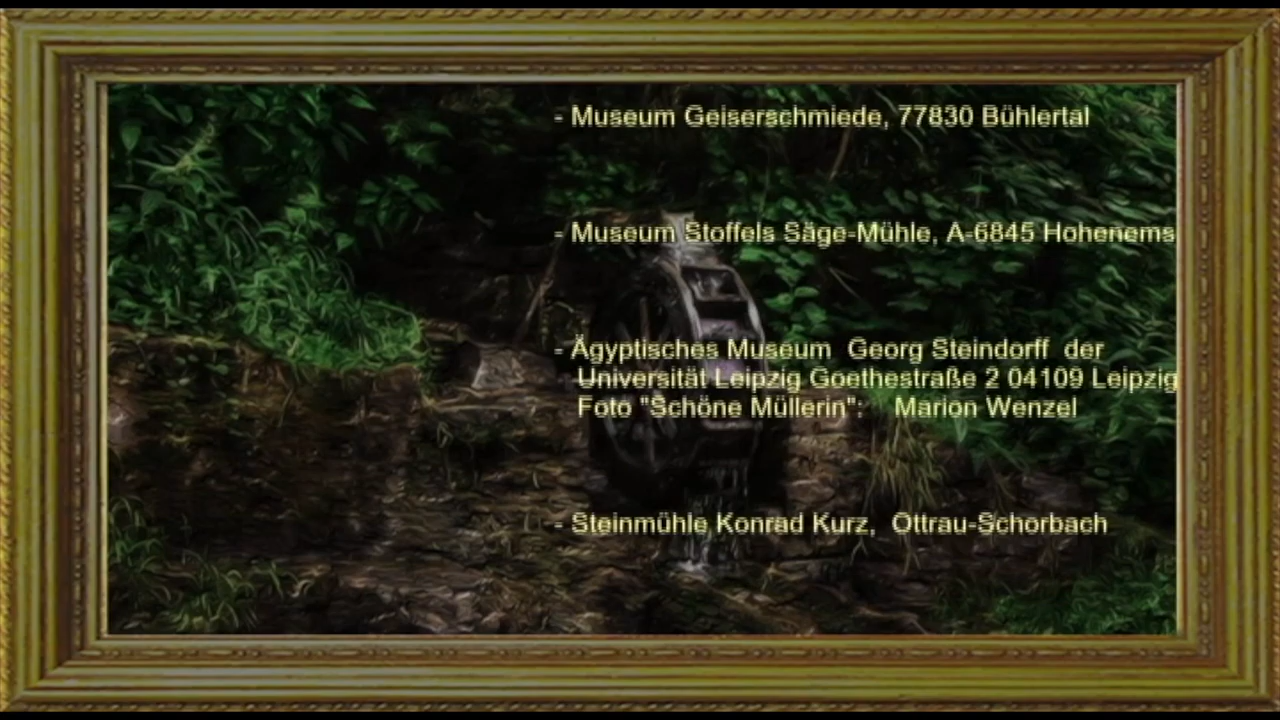 - Museum Geiserschmiede, 77830 Bühlertal
- Museum Stoffels Säge-Mühle, A-6845 Hohenems
- Ägyptisches Museum Georg Steindorff der
Universität Leipzig Goethestraße 2 04109 Leipzig
Foto "Schöne Müllerin": Marion Wenzel
- Steinmühle Konrad Kurz, Ottrau-Schorbach